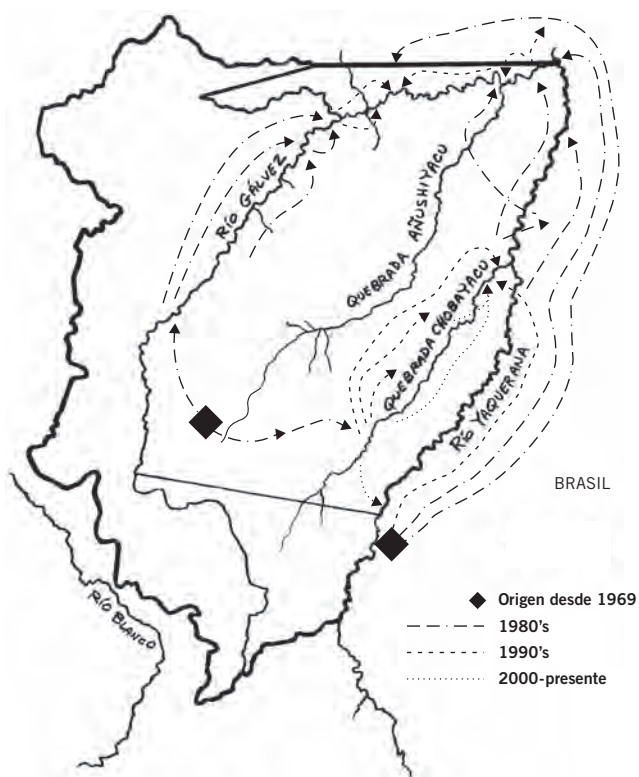 RÍO GÁLVEZ
QUEBRADA AÑUSHIYACU
QUEBRADA CHOBAYACU
RÍO YAQUERANA
BRASIL
RÍO BLANCO
Origen desde 1969
1980's
1990's
2000-presente